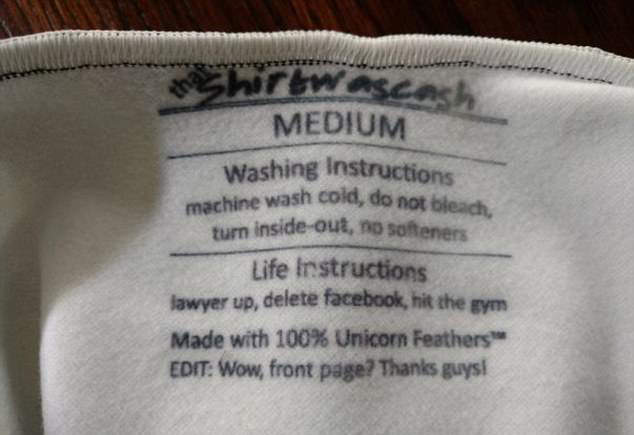 that
Shirtwascash
MEDIUM
Washing Instructions
machine wash cold, do not bleach,
turn inside-out, no softeners
Life Instructions
lawyer up, delete facebook, hit the gym
Made with 100% Unicorn Feathers™
EDIT: Wow, front page? Thanks guys!